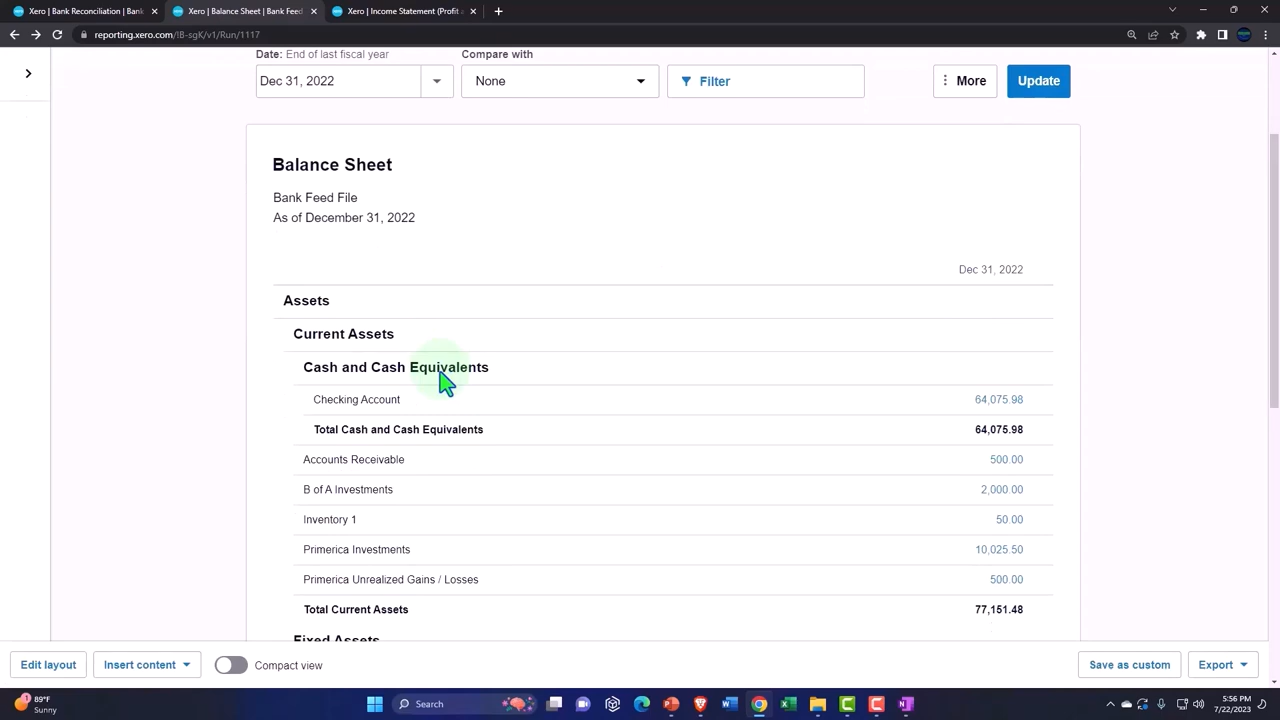 Xero | Bank Reconciliation | Bank
Xero | Balance Sheet | Bank Feed
Xero | Income Statement (Profit a
reporting.xero.com/!B-sgK/v1/Run/1117
Date: End of last fiscal year
Compare with
Dec 31, 2022
None
Filter
More
Update
Balance Sheet
Bank Feed File
As of December 31, 2022
Dec 31, 2022
Assets
Current Assets
Cash and Cash Equivalents
Checking Account 64,075.98
Total Cash and Cash Equivalents 64,075.98
Accounts Receivable 500.00
B of A Investments 2,000.00
Inventory 1 50.00
Primerica Investments 10,025.50
Primerica Unrealized Gains / Losses 500.00
Total Current Assets 77,151.48
Fixed Assets
Edit layout
Insert content
Compact view
Save as custom
Export
89°F
Sunny
Search
5:56 PM
7/22/2023